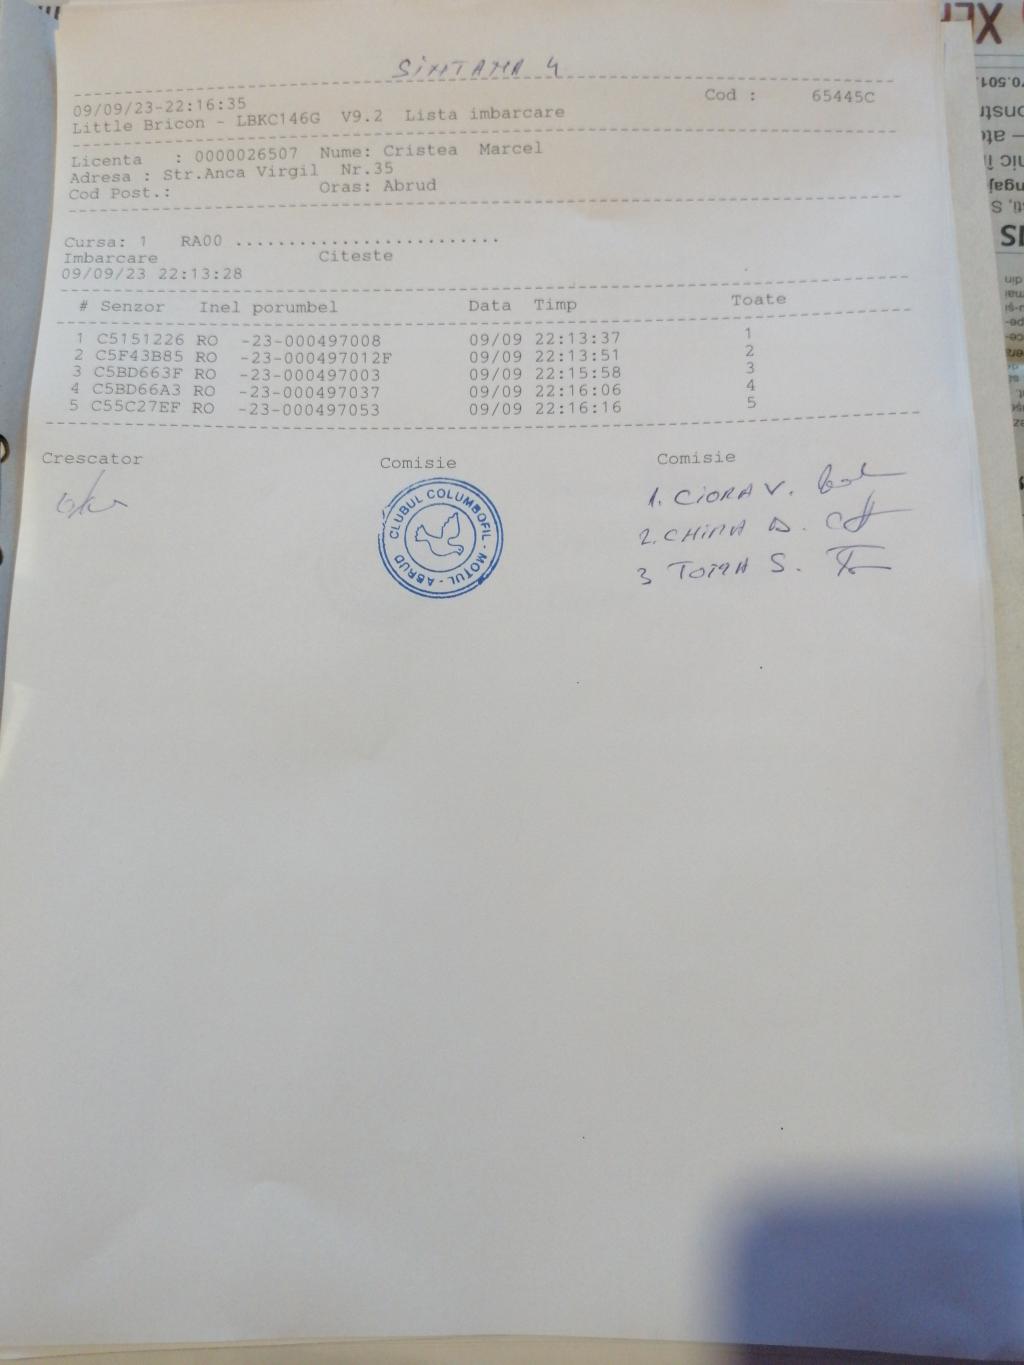 SiMTAMA 4
09/09/23-22:16:35 Cod : 65445C
Little Bricon - LBKC146G V9.2 Lista imbarcare
Licenta : 0000026507 Nume: Cristea Marcel
Adresa : Str.Anca Virgil Nr.35
Cod Post.: Oras: Abrud
Cursa: 1 RA00 .........................
Imbarcare Citeste
09/09/23 22:13:28
# Senzor Inel porumbel Data Timp Toate
1 C5151226 RO -23-000497008 09/09 22:13:37 1
2 C5F43B85 RO -23-000497012F 09/09 22:13:51 2
3 C5BD663F RO -23-000497003 09/09 22:15:58 3
4 C5BD66A3 RO -23-000497037 09/09 22:16:06 4
5 C55C27EF RO -23-000497053 09/09 22:16:16 5
Crescator Comisie Comisie
CLUBUL COLUMBOFIL - MOȚUL - ABRUD
1. CIORA V.
2. CHIRA D.
3 TOMA S.